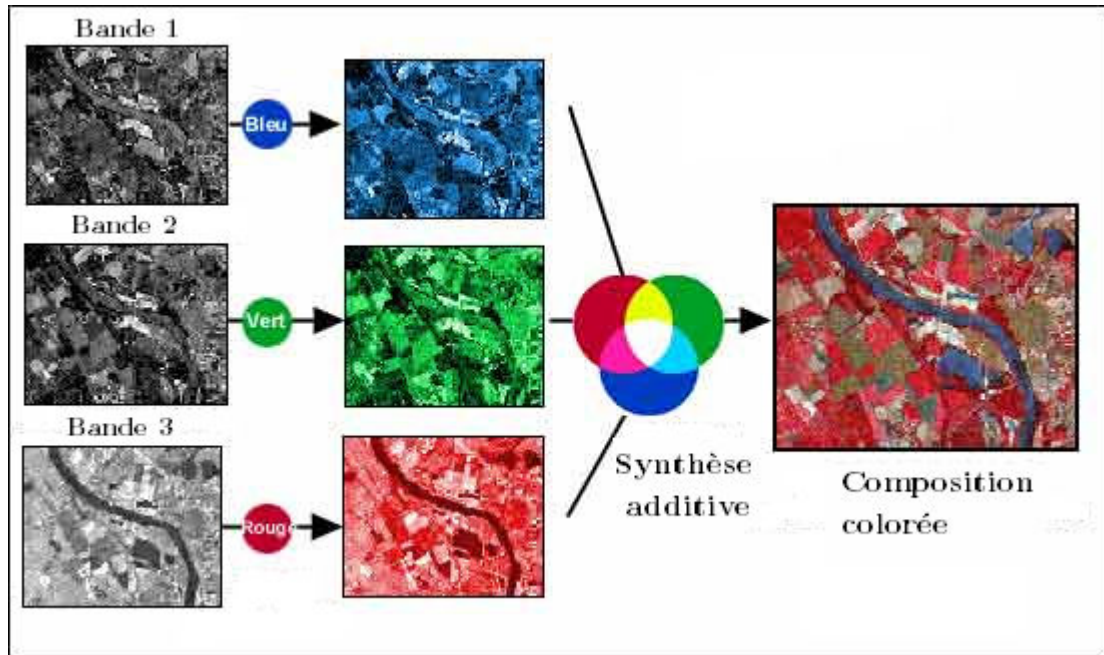 Bande 1
Bleu
Bande 2
Vert
Bande 3
Rouge
Synthèse
additive
Composition
colorée